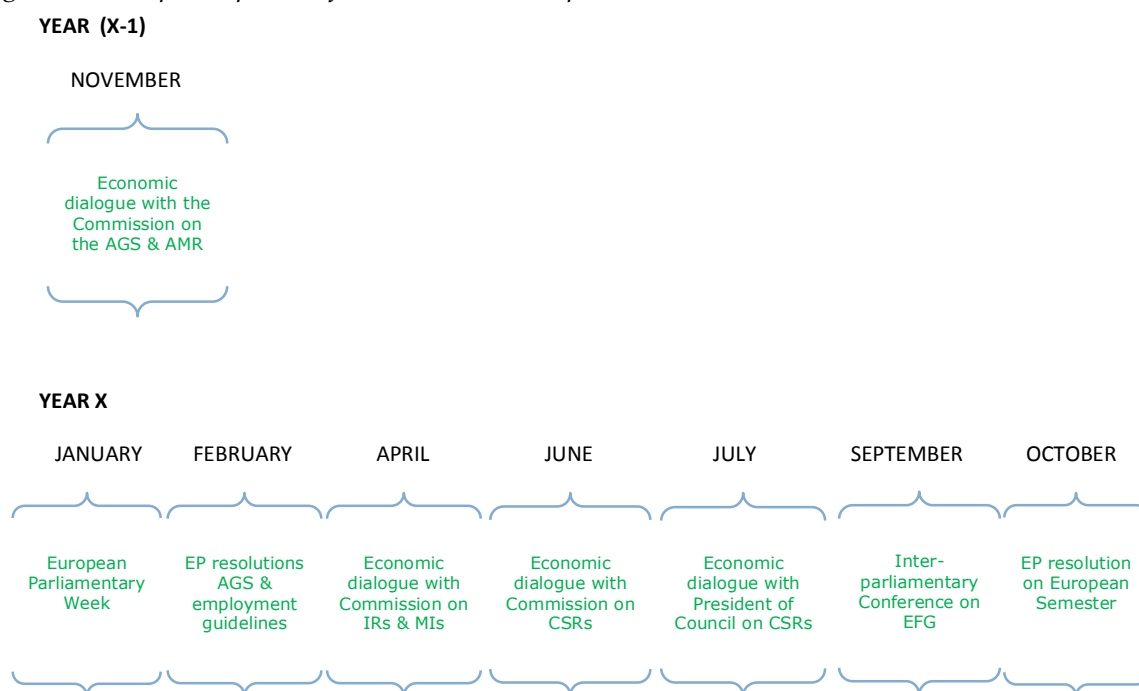 YEAR (X-1)
NOVEMBER
Economic
dialogue with the
Commission on
the AGS & AMR
YEAR X
JANUARY
FEBRUARY
APRIL
JUNE
JULY
SEPTEMBER
OCTOBER
European
Parliamentary
Week
EP resolutions
AGS &
employment
guidelines
Economic
dialogue with
Commission on
IRs & MIs
Economic
dialogue with
Commission on
CSRs
Economic
dialogue with
President of
Council on CSRs
Inter-
parliamentary
Conference on
EFG
EP resolution
on European
Semester